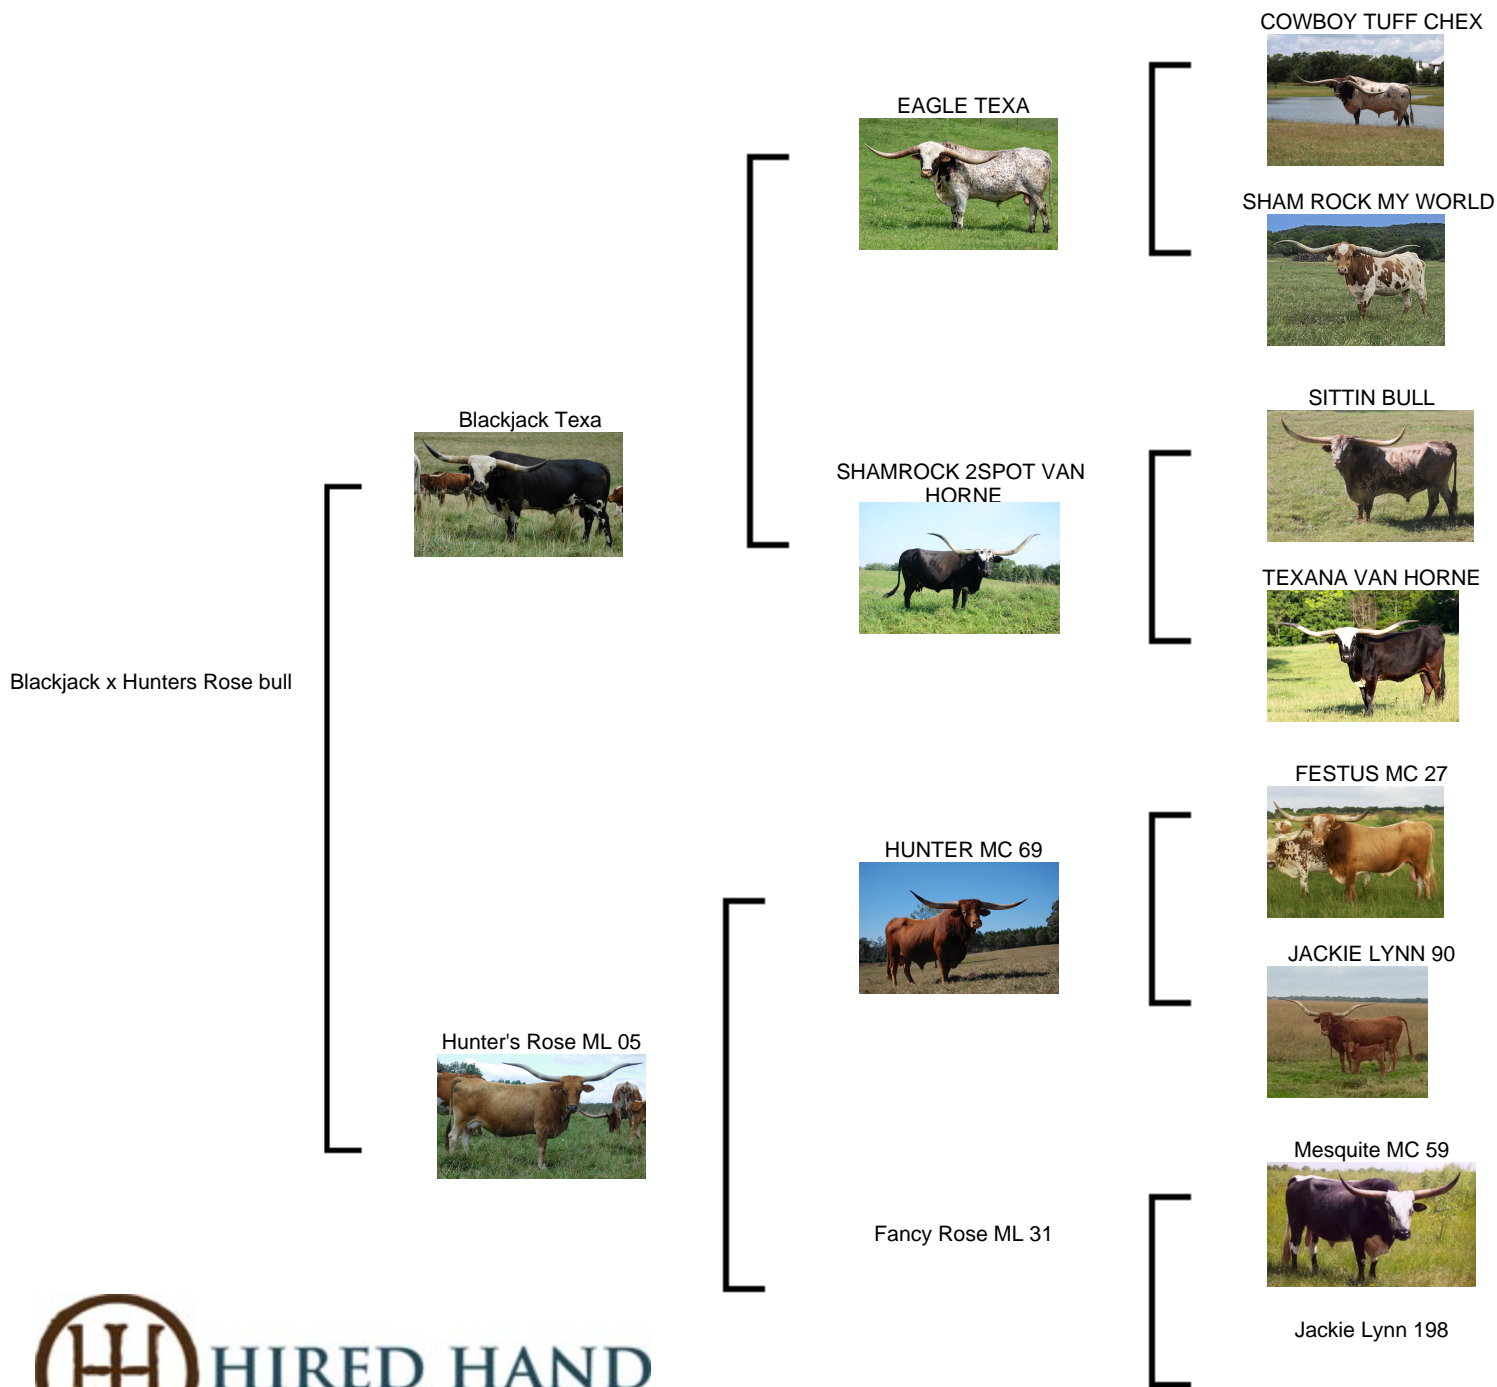 COWBOY TUFF CHEX
EAGLE TEXA
SHAM ROCK MY WORLD
Blackjack Texa
SITTIN BULL
SHAMROCK 2SPOT VAN
HORNE
TEXANA VAN HORNE
Blackjack x Hunters Rose bull
FESTUS MC 27
HUNTER MC 69
JACKIE LYNN 90
Hunter's Rose ML 05
Mesquite MC 59
Fancy Rose ML 31
Jackie Lynn 198
HIRED HAND